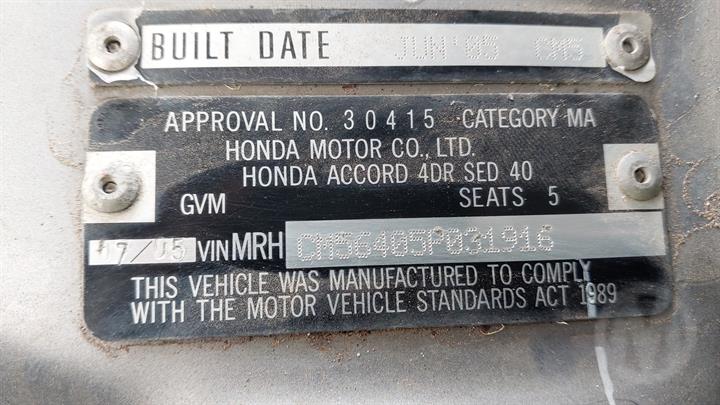 BUILT DATE JUN'05 CM5
APPROVAL NO. 30415 CATEGORY MA
HONDA MOTOR CO., LTD.
HONDA ACCORD 4DR SED 40
GVM SEATS 5
07/05 VIN MRH CM56405P031916
THIS VEHICLE WAS MANUFACTURED TO COMPLY
WITH THE MOTOR VEHICLE STANDARDS ACT 1989